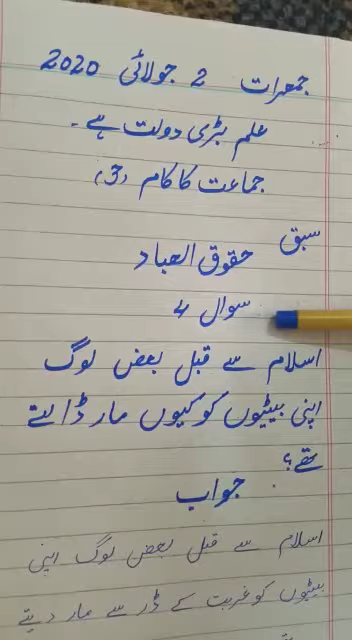 جمعرات 2 جولائی 2020
علم بڑی دولت ہے۔
جماعت کا کام (3)
سبق
حقوق العباد
سوال 4
اسلام سے قبل بعض لوگ
اپنی بیٹیوں کو کیوں مار ڈالتے
تھے؟
جواب
اسلام سے قبل بعض لوگ اپنی
بیٹیوں کو غربت کے ڈر سے مار دیتے